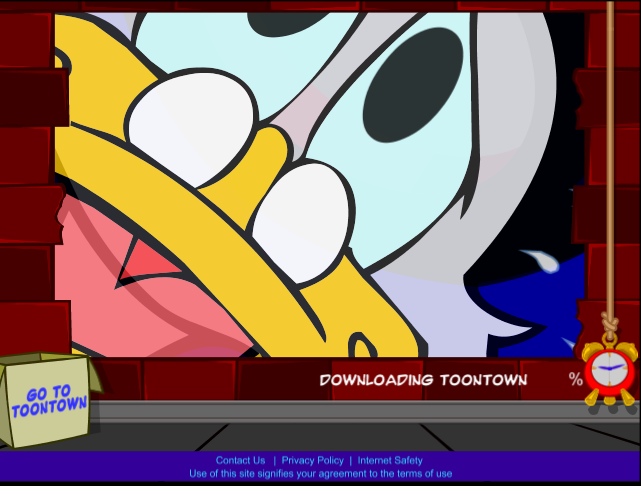 DOWNLOADING TOONTOWN %
GO TO
TOONTOWN
Contact Us | Privacy Policy | Internet Safety
Use of this site signifies your agreement to the terms of use